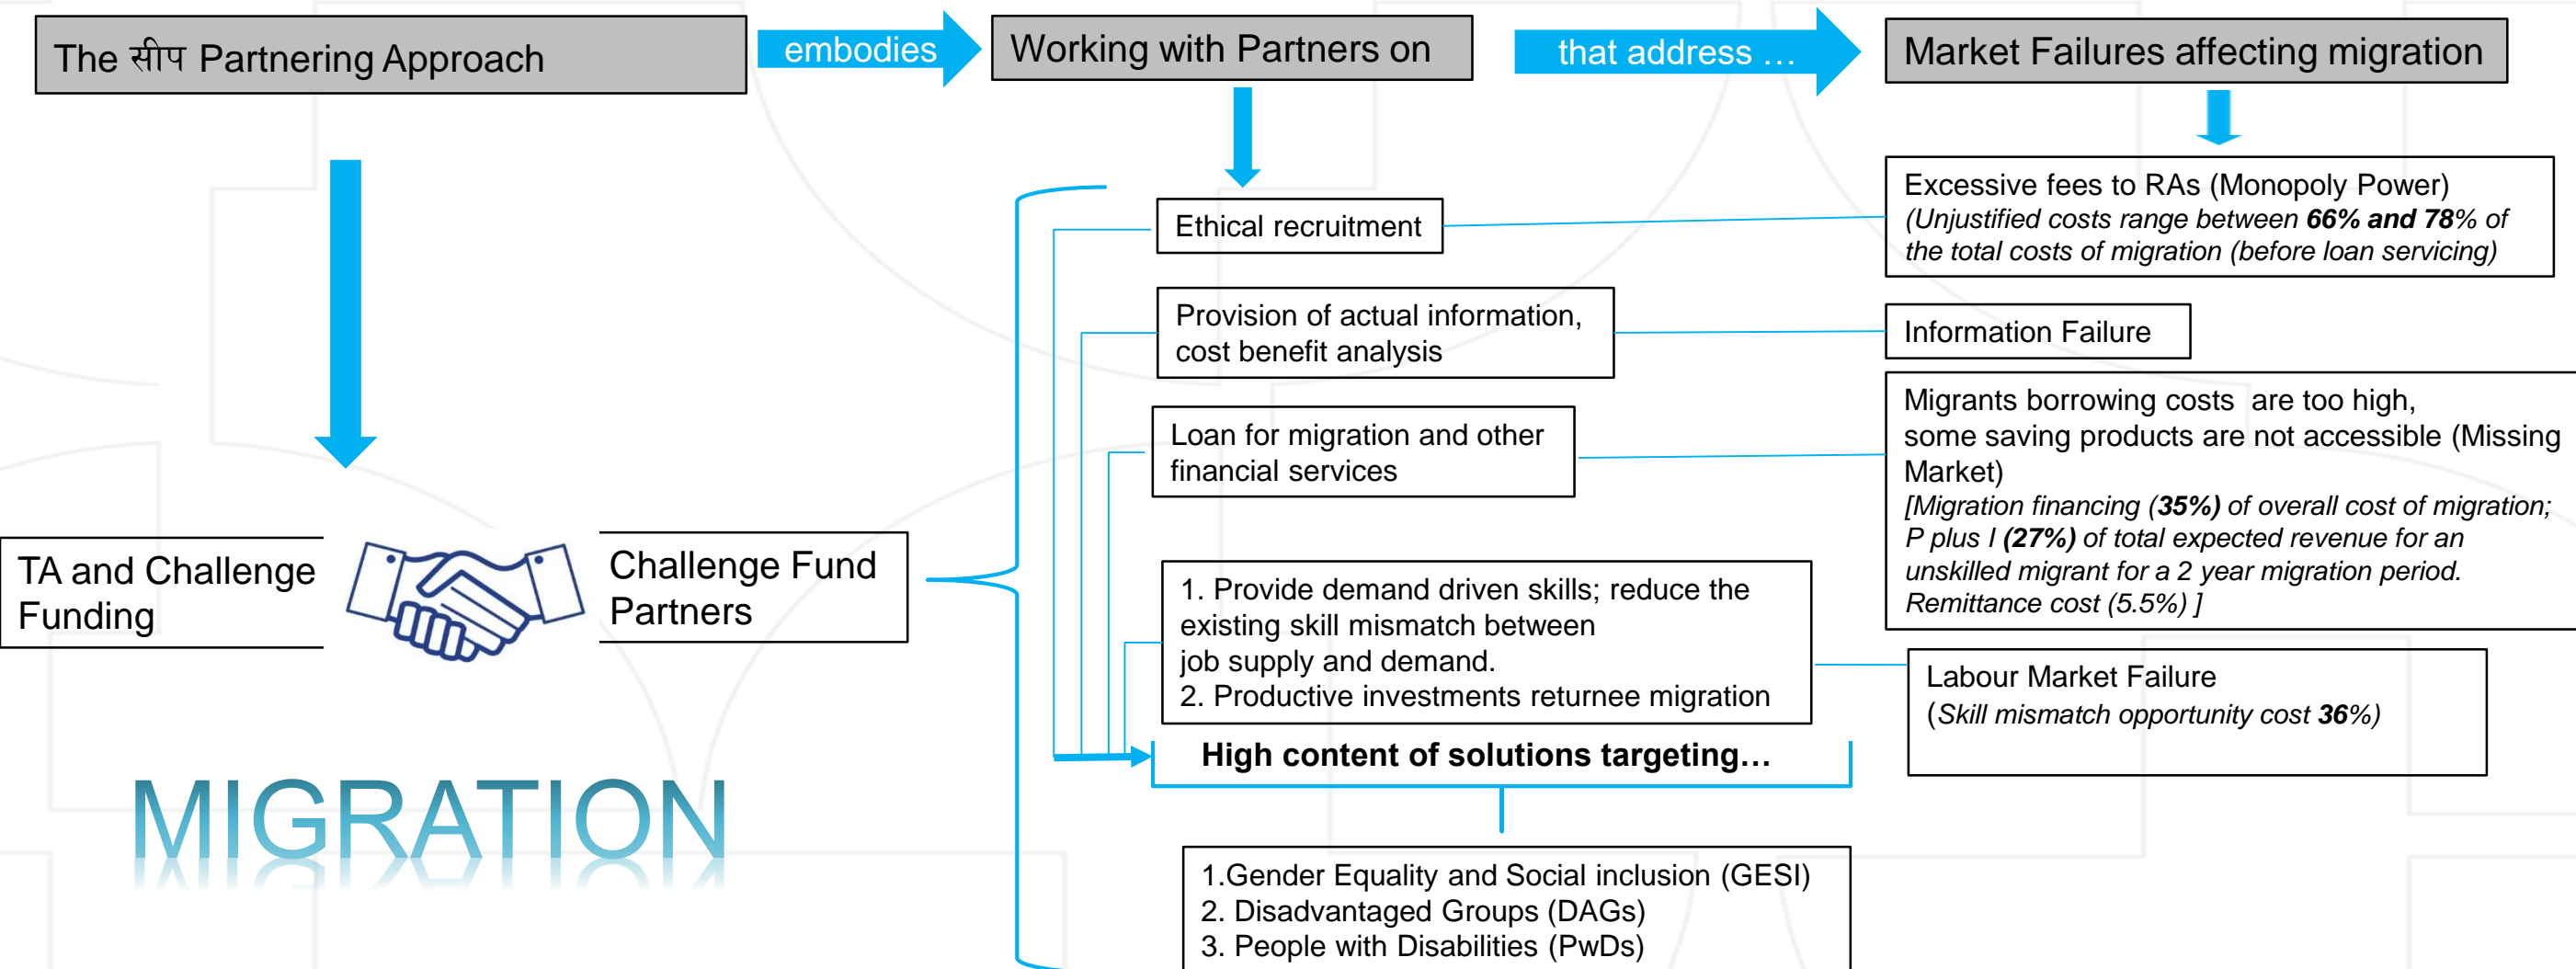 The सीप Partnering Approach
embodies
Working with Partners on
that address ...
Market Failures affecting migration
Ethical recruitment
Excessive fees to RAs (Monopoly Power)
(Unjustified costs range between 66% and 78% of
the total costs of migration (before loan servicing)
Provision of actual information,
cost benefit analysis
Information Failure
Loan for migration and other
financial services
Migrants borrowing costs are too high,
some saving products are not accessible (Missing
Market)
[Migration financing (35%) of overall cost of migration;
P plus I (27%) of total expected revenue for an
unskilled migrant for a 2 year migration period.
Remittance cost (5.5%) ]
TA and Challenge
Funding
Challenge Fund
Partners
1. Provide demand driven skills; reduce the
existing skill mismatch between
job supply and demand.
2. Productive investments returnee migration
Labour Market Failure
(Skill mismatch opportunity cost 36%)
High content of solutions targeting...
MIGRATION
1.Gender Equality and Social inclusion (GESI)
2. Disadvantaged Groups (DAGs)
3. People with Disabilities (PwDs)